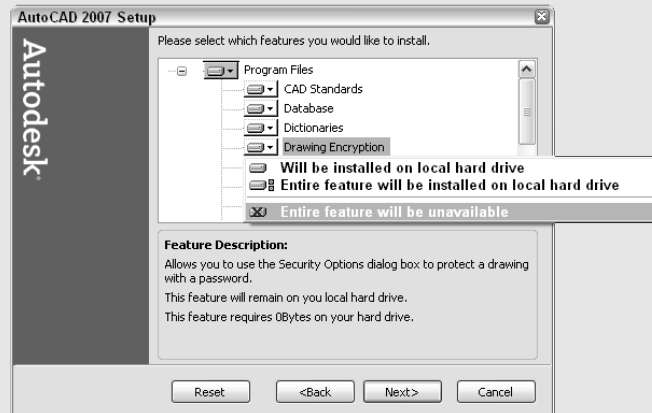 AutoCAD 2007 Setup
Autodesk
Please select which features you would like to install.
Program Files
CAD Standards
Database
Dictionaries
Drawing Encryption
Will be installed on local hard drive
Entire feature will be installed on local hard drive
Entire feature will be unavailable
Feature Description:
Allows you to use the Security Options dialog box to protect a drawing
with a password.
This feature will remain on you local hard drive.
This feature requires 0Bytes on your hard drive.
Reset
<Back
Next>
Cancel